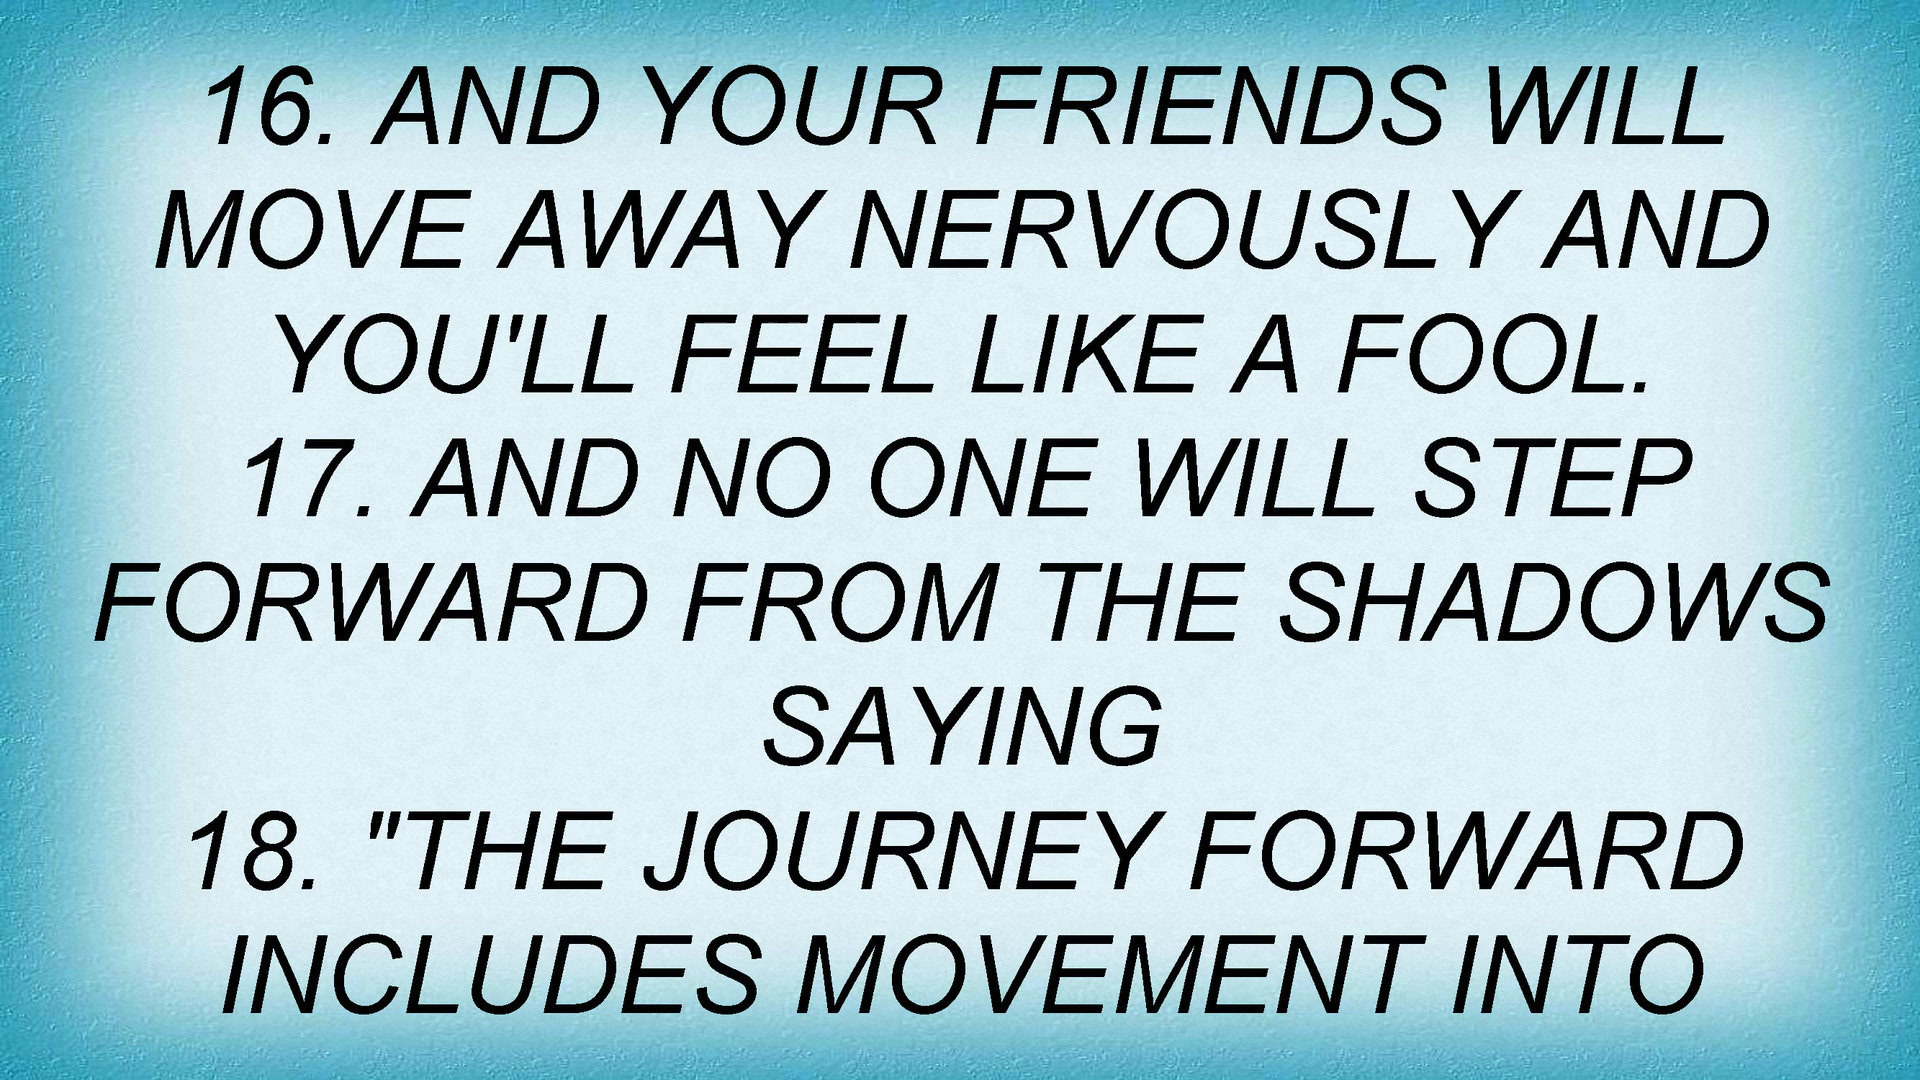 16. AND YOUR FRIENDS WILL
MOVE AWAY NERVOUSLY AND
YOU'LL FEEL LIKE A FOOL.
17. AND NO ONE WILL STEP
FORWARD FROM THE SHADOWS
SAYING
18. "THE JOURNEY FORWARD
INCLUDES MOVEMENT INTO